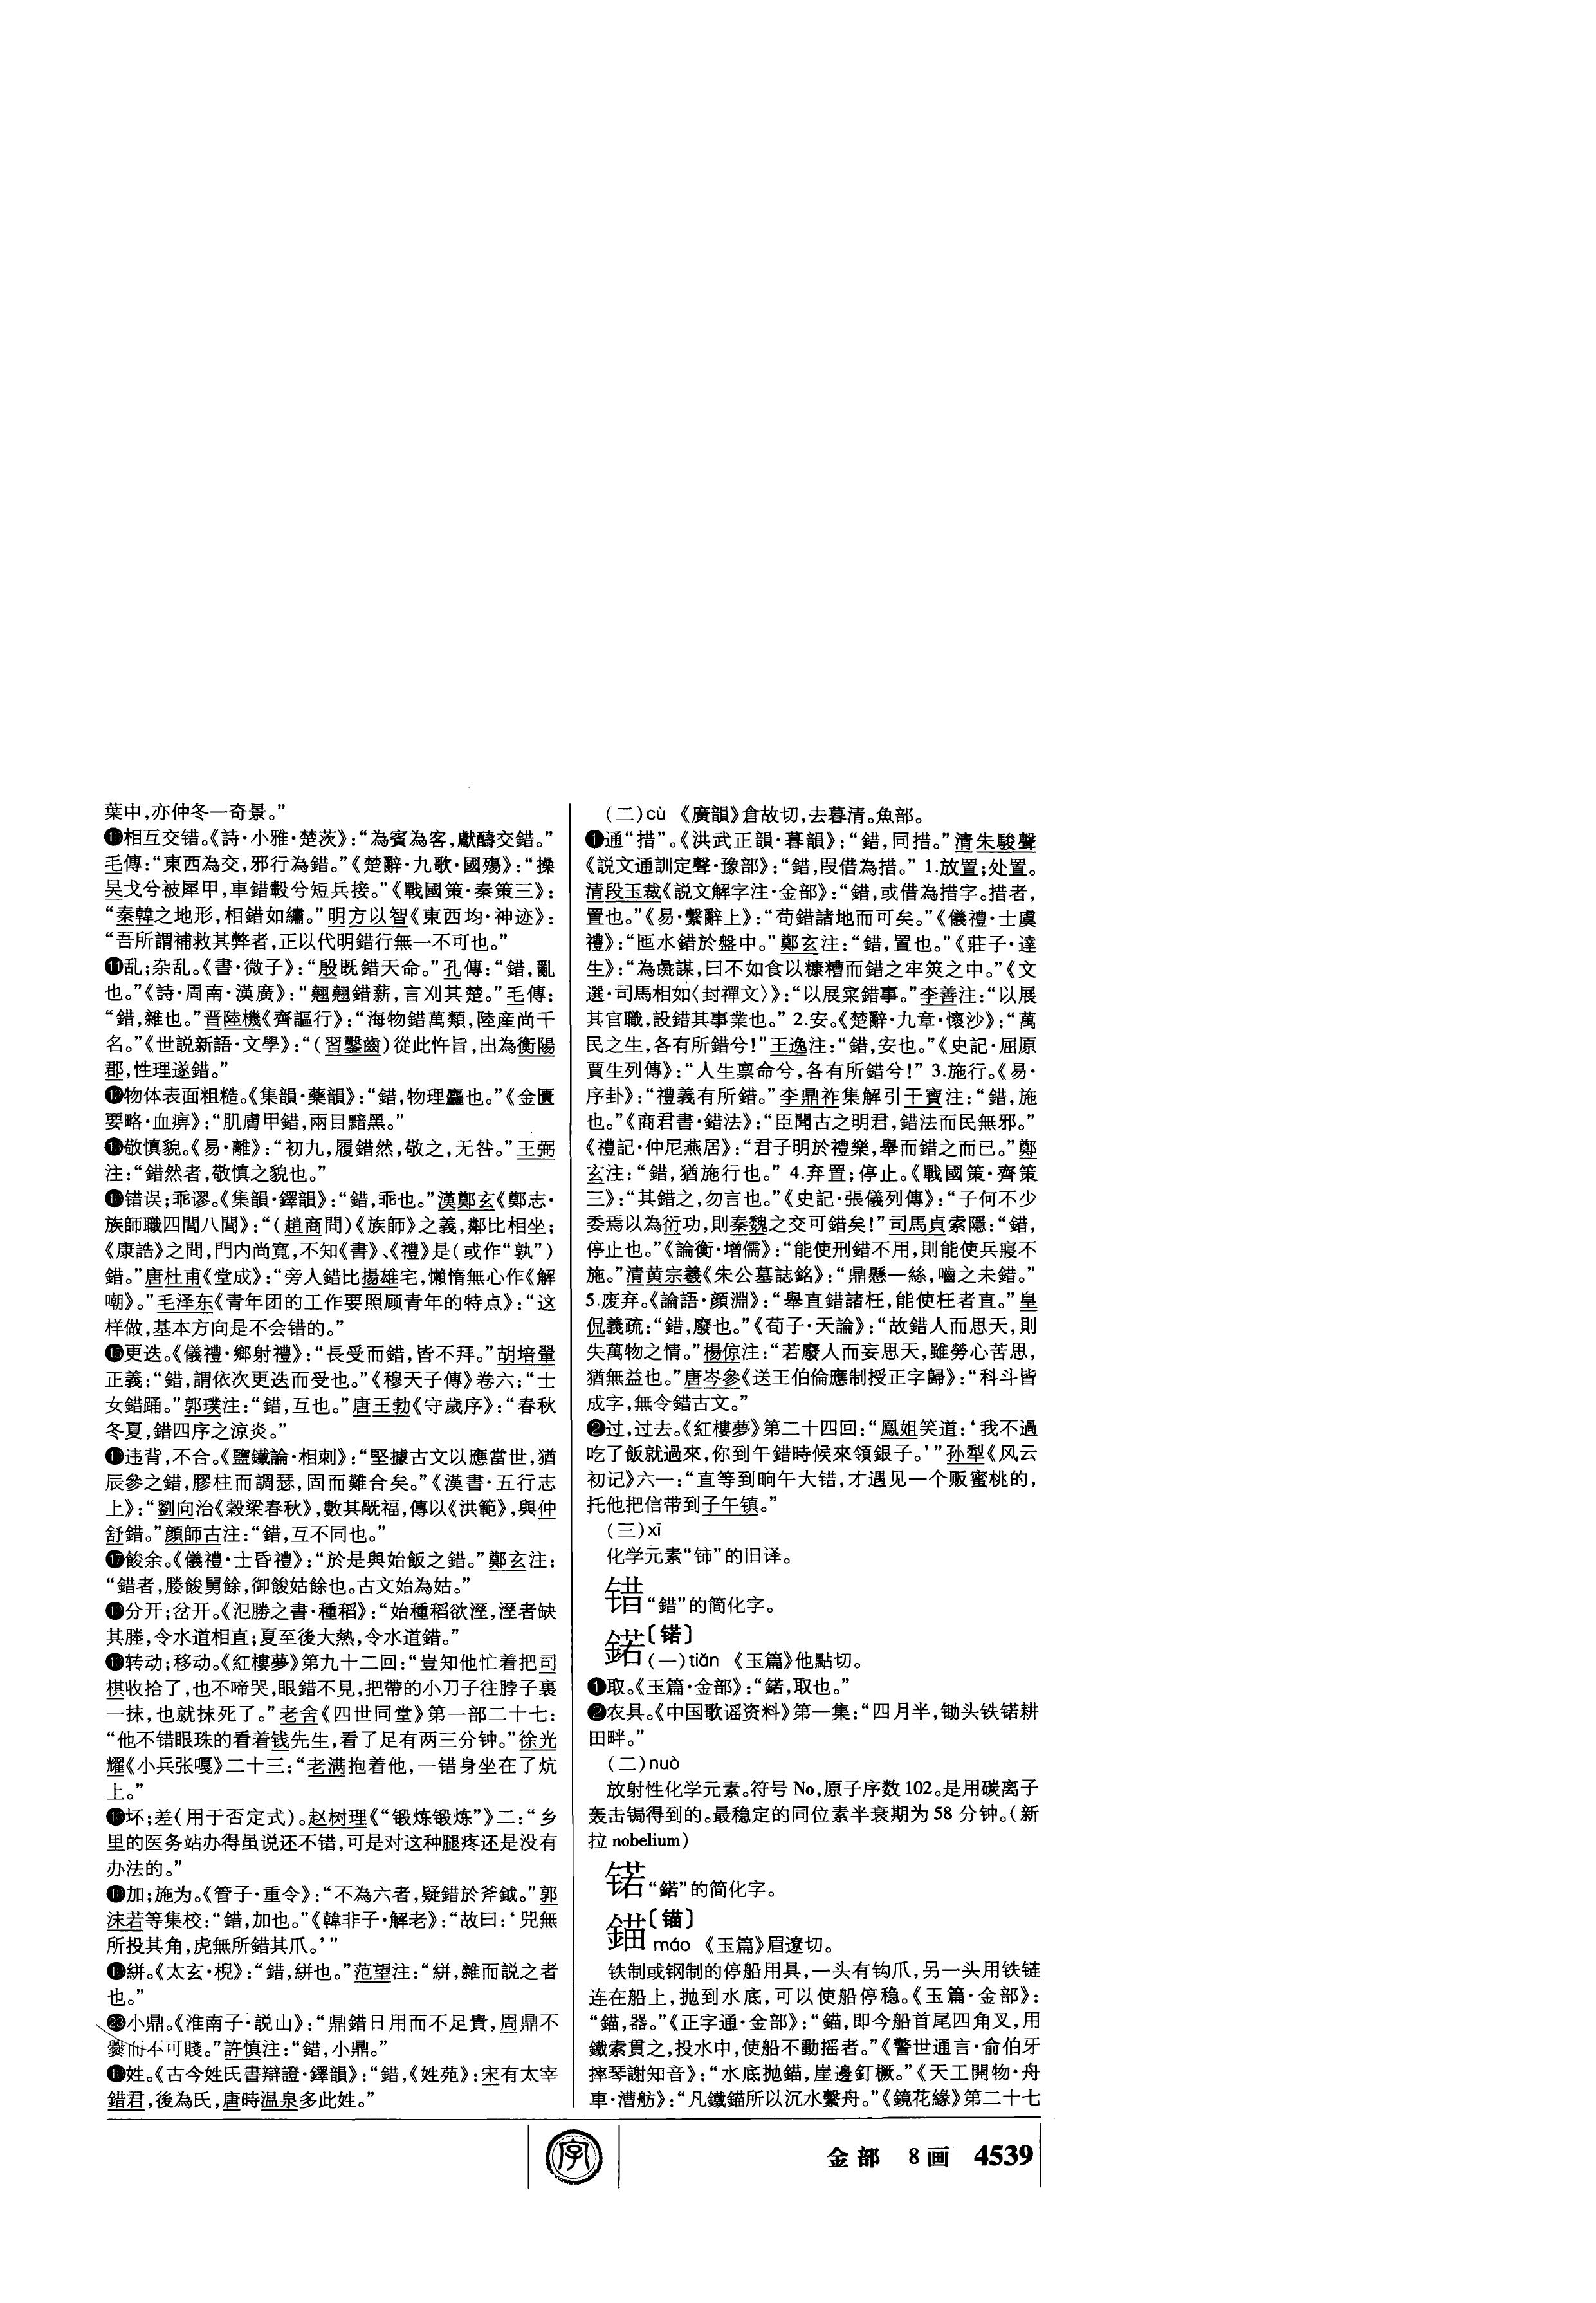 葉中,亦仲冬一奇景。”
❿相互交错。《詩·小雅·楚茨》:“為賓為客,獻醻交錯。”
毛傳:“東西為交,邪行為錯。”《楚辭·九歌·國殤》:“操
吴戈兮被犀甲,車錯轂兮短兵接。”《戰國策·秦策三》:
“秦韓之地形,相錯如繡。”明方以智《東西均·神迹》:
“吾所謂補救其弊者,正以代明錯行無一不可也。”
⓫乱;杂乱。《書·微子》:“殷既錯天命。”孔傳:“錯,亂
也。”《詩·周南·漢廣》:“翹翹錯薪,言刈其楚。”毛傳:
“錯,雜也。”晋陸機《齊謳行》:“海物錯萬類,陸産尚千
名。”《世説新語·文學》:“(習鑿齒)從此忤旨,出為衡陽
郡,性理遂錯。”
⓬物体表面粗糙。《集韻·藥韻》:“錯,物理麤也。”《金匱
要略·血痹》:“肌膚甲錯,兩目黯黑。”
⓭敬慎貌。《易·離》:“初九,履錯然,敬之,无咎。”王弼
注:“錯然者,敬慎之貌也。”
⓮错误;乖谬。《集韻·鐸韻》:“錯,乖也。”漢鄭玄《鄭志·
族師職四閭八閭》:“(趙商問)《族師》之義,鄰比相坐;
《康誥》之問,門内尚寬,不知《書》、《禮》是(或作“孰”)
錯。”唐杜甫《堂成》:“旁人錯比揚雄宅,懶惰無心作《解
嘲》。”毛泽东《青年团的工作要照顾青年的特点》:“这
样做,基本方向是不会错的。”
⓯更迭。《儀禮·鄉射禮》:“長受而錯,皆不拜。”胡培翬
正義:“錯,謂依次更迭而受也。”《穆天子傳》卷六:“士
女錯踊。”郭璞注:“錯,互也。”唐王勃《守歲序》:“春秋
冬夏,錯四序之涼炎。”
⓰违背,不合。《鹽鐵論·相刺》:“堅據古文以應當世,猶
辰參之錯,膠柱而調瑟,固而難合矣。”《漢書·五行志
上》:“劉向治《穀梁春秋》,數其旤福,傳以《洪範》,與仲
舒錯。”顔師古注:“錯,互不同也。”
⓱餕余。《儀禮·士昏禮》:“於是與始飯之錯。”鄭玄注:
“錯者,媵餕舅餘,御餕姑餘也。古文始為姑。”
⓲分开;岔开。《氾勝之書·種稻》:“始種稻欲溼,溼者缺
其塍,令水道相直;夏至後大熱,令水道錯。”
⓳转动;移动。《紅樓夢》第九十二回:“豈知他忙着把司
棋收拾了,也不啼哭,眼錯不見,把帶的小刀子往脖子裏
一抹,也就抹死了。”老舍《四世同堂》第一部二十七:
“他不错眼珠的看着钱先生,看了足有两三分钟。”徐光
耀《小兵张嘎》二十三:“老满抱着他,一错身坐在了炕
上。”
⓴坏;差(用于否定式)。赵树理《“锻炼锻炼”》二:“乡
里的医务站办得虽说还不错,可是对这种腿疼还是没有
办法的。”
㉑加;施为。《管子·重令》:“不為六者,疑錯於斧鉞。”郭
沫若等集校:“錯,加也。”《韓非子·解老》:“故曰:‘兕無
所投其角,虎無所錯其爪。’”
㉒絣。《太玄·棿》:“錯,絣也。”范望注:“絣,雜而説之者
也。”
㉓小鼎。《淮南子·説山》:“鼎錯日用而不足貴,周鼎不
爨而不可賤。”許慎注:“錯,小鼎。”
㉔姓。《古今姓氏書辯證·鐸韻》:“錯,《姓苑》:宋有太宰
錯君,後為氏,唐時温泉多此姓。”
(二)cù 《廣韻》倉故切,去暮清。魚部。
❶通“措”。《洪武正韻·暮韻》:“錯,同措。”清朱駿聲
《説文通訓定聲·豫部》:“錯,叚借為措。” 1.放置;处置。
清段玉裁《説文解字注·金部》:“錯,或借為措字。措者,
置也。”《易·繫辭上》:“苟錯諸地而可矣。”《儀禮·士虞
禮》:“匜水錯於盤中。”鄭玄注:“錯,置也。”《莊子·達
生》:“為彘謀,曰不如食以糠糟而錯之牢筴之中。”《文
選·司馬相如〈封禪文〉》:“以展寀錯事。”李善注:“以展
其官職,設錯其事業也。” 2.安。《楚辭·九章·懷沙》:“萬
民之生,各有所錯兮!”王逸注:“錯,安也。”《史記·屈原
賈生列傳》:“人生禀命兮,各有所錯兮!” 3.施行。《易·
序卦》:“禮義有所錯。”李鼎祚集解引干寶注:“錯,施
也。”《商君書·錯法》:“臣聞古之明君,錯法而民無邪。”
《禮記·仲尼燕居》:“君子明於禮樂,舉而錯之而已。”鄭
玄注:“錯,猶施行也。” 4.弃置;停止。《戰國策·齊策
三》:“其錯之,勿言也。”《史記·張儀列傳》:“子何不少
委焉以為衍功,則秦魏之交可錯矣!”司馬貞索隱:“錯,
停止也。”《論衡·增儒》:“能使刑錯不用,則能使兵寢不
施。”清黄宗羲《朱公墓誌銘》:“鼎懸一絲,嚙之未錯。”
5.废弃。《論語·顔淵》:“舉直錯諸枉,能使枉者直。”皇
侃義疏:“錯,廢也。”《荀子·天論》:“故錯人而思天,則
失萬物之情。”楊倞注:“若廢人而妄思天,雖勞心苦思,
猶無益也。”唐岑參《送王伯倫應制授正字歸》:“科斗皆
成字,無令錯古文。”
❷过,过去。《紅樓夢》第二十四回:“鳳姐笑道:‘我不過
吃了飯就過來,你到午錯時候來領銀子。’”孙犁《风云
初记》六一:“直等到晌午大错,才遇见一个贩蜜桃的,
托他把信带到子午镇。”
(三)xī
化学元素“铈”的旧译。
错 “錯”的简化字。
鍩〔锘〕
(一)tiǎn 《玉篇》他點切。
❶取。《玉篇·金部》:“鍩,取也。”
❷农具。《中国歌谣资料》第一集:“四月半,锄头铁锘耕
田畔。”
(二)nuò
放射性化学元素。符号 No,原子序数 102。是用碳离子
轰击锔得到的。最稳定的同位素半衰期为 58 分钟。(新
拉 nobelium)
锘 “鍩”的简化字。
錨〔锚〕
máo 《玉篇》眉遼切。
铁制或钢制的停船用具,一头有钩爪,另一头用铁链
连在船上,抛到水底,可以使船停稳。《玉篇·金部》:
“錨,器。”《正字通·金部》:“錨,即今船首尾四角叉,用
鐵索貫之,投水中,使船不動摇者。”《警世通言·俞伯牙
摔琴謝知音》:“水底抛錨,崖邊釘橛。”《天工開物·舟
車·漕舫》:“凡鐵錨所以沉水繫舟。”《鏡花緣》第二十七
字
金部 8画 4539